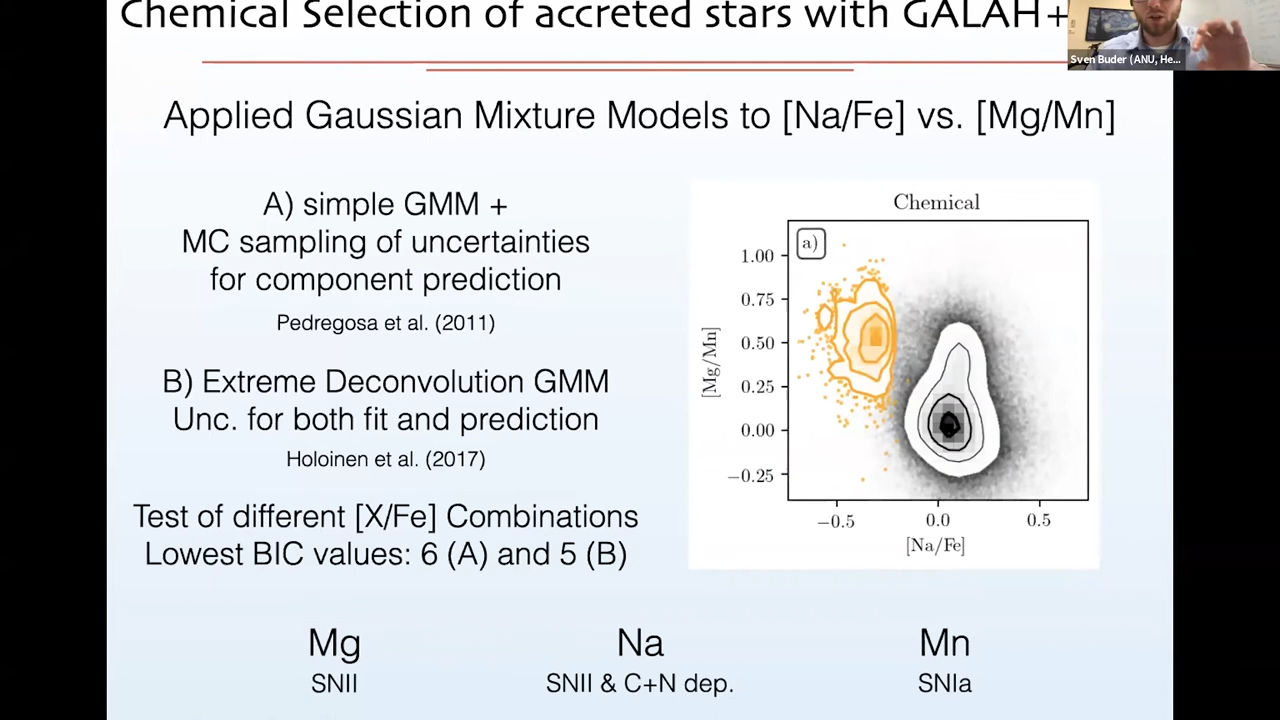 Chemical Selection of accreted stars with GALAH+
Sven Buder (ANU, He...
Applied Gaussian Mixture Models to [Na/Fe] vs. [Mg/Mn]
A) simple GMM +
MC sampling of uncertainties
for component prediction
Pedregosa et al. (2011)
B) Extreme Deconvolution GMM
Unc. for both fit and prediction
Holoinen et al. (2017)
Test of different [X/Fe] Combinations
Lowest BIC values: 6 (A) and 5 (B)
Chemical
a)
1.00
0.75
0.50
0.25
0.00
−0.25
[Mg/Mn]
−0.5 0.0 0.5
[Na/Fe]
Mg Na Mn
SNII SNII & C+N dep. SNIa